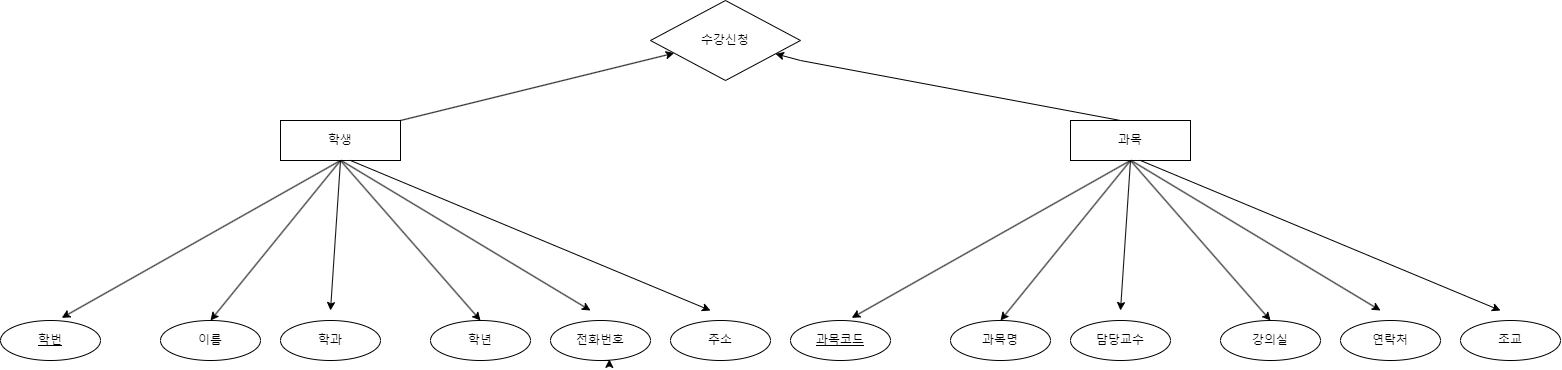 수강신청
학생
과목
학번
이름
학과
학년
전화번호
주소
과목코드
과목명
담당교수
강의실
연락처
조교